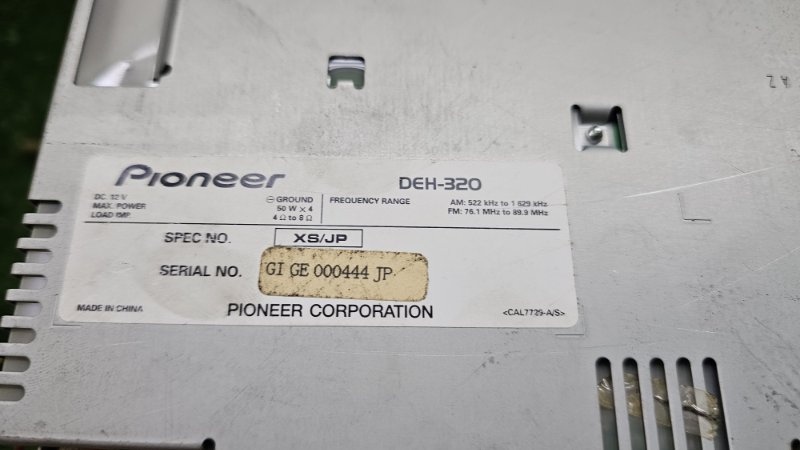 Pioneer
DEH-320
DC. 12 V ⊖ GROUND
MAX. POWER 50 W × 4
LOAD IMP. 4 Ω to 8 Ω
FREQUENCY RANGE AM: 522 kHz to 1 629 kHz
FM: 76.1 MHz to 89.9 MHz
SPEC NO. XS/JP
SERIAL NO. GI GE 000444 JP
MADE IN CHINA
PIONEER CORPORATION
<CAL7729-A/S>